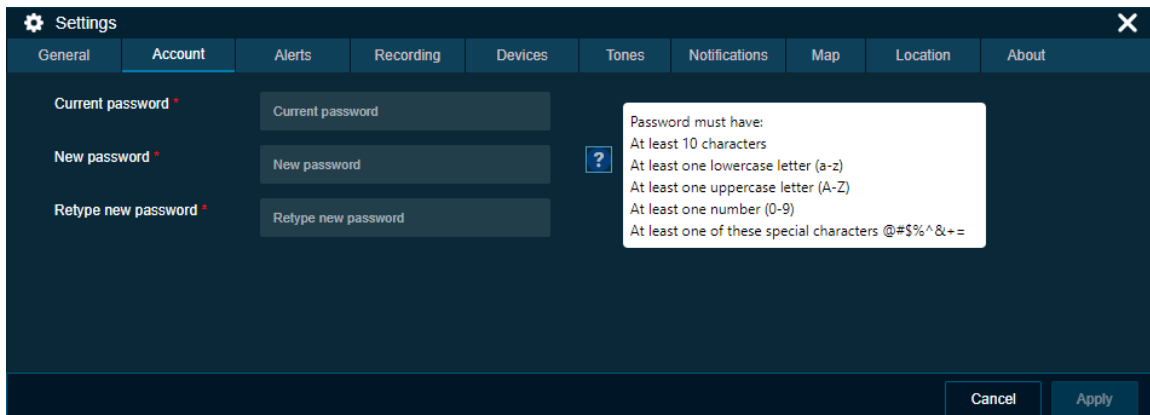 Settings
General Account Alerts Recording Devices Tones Notifications Map Location About
Current password * Current password
New password * New password ?
Retype new password * Retype new password
Password must have:
At least 10 characters
At least one lowercase letter (a-z)
At least one uppercase letter (A-Z)
At least one number (0-9)
At least one of these special characters @#$%^&+=
Cancel Apply